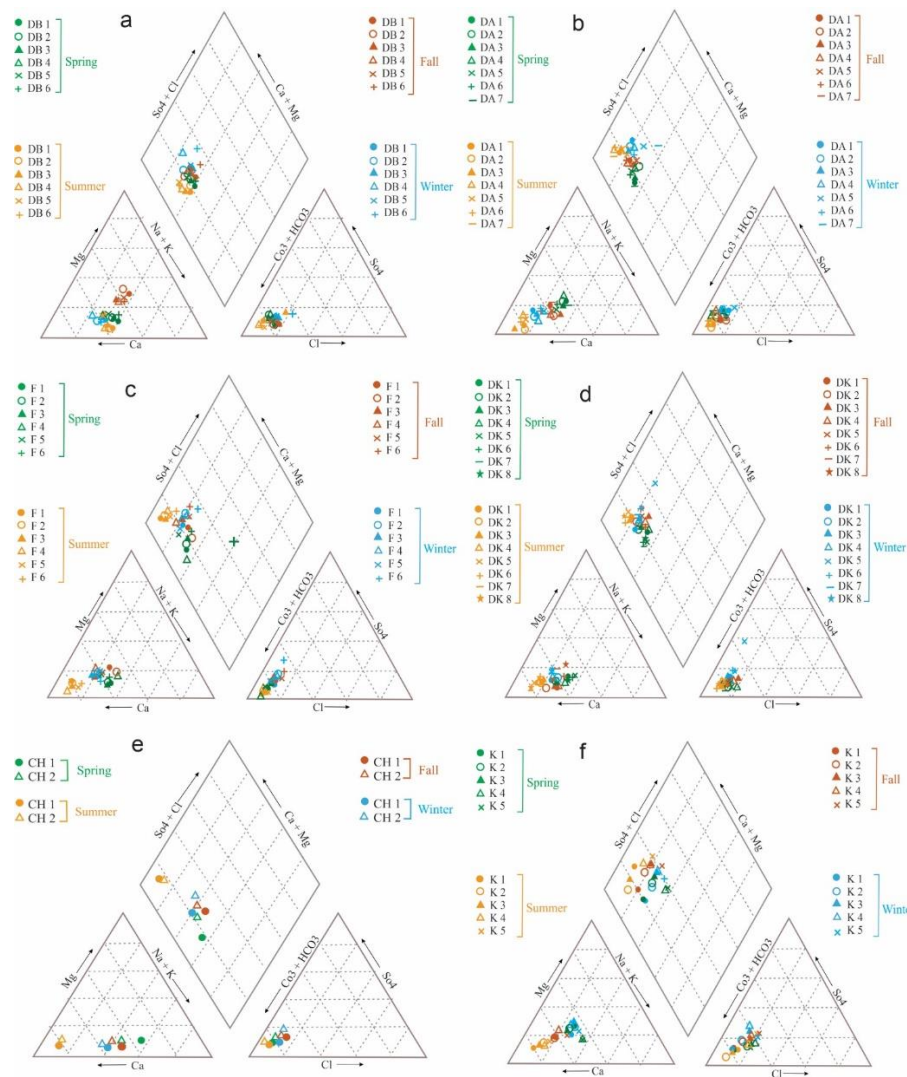 a
DB 1
DB 2
DB 3
DB 4
DB 5
DB 6
Spring
DB 1
DB 2
DB 3
DB 4
DB 5
DB 6
Fall
DB 1
DB 2
DB 3
DB 4
DB 5
DB 6
Summer
DB 1
DB 2
DB 3
DB 4
DB 5
DB 6
Winter
So4 + Cl
Ca + Mg
Mg
Na + K
Co3 + HCO3
So4
Ca
Cl
b
DA 1
DA 2
DA 3
DA 4
DA 5
DA 6
DA 7
Spring
DA 1
DA 2
DA 3
DA 4
DA 5
DA 6
DA 7
Fall
DA 1
DA 2
DA 3
DA 4
DA 5
DA 6
DA 7
Summer
DA 1
DA 2
DA 3
DA 4
DA 5
DA 6
DA 7
Winter
So4 + Cl
Ca + Mg
Mg
Na + K
Co3 + HCO3
So4
Ca
Cl
c
F 1
F 2
F 3
F 4
F 5
F 6
Spring
F 1
F 2
F 3
F 4
F 5
F 6
Fall
F 1
F 2
F 3
F 4
F 5
F 6
Summer
F 1
F 2
F 3
F 4
F 5
F 6
Winter
So4 + Cl
Ca + Mg
Mg
Na + K
Co3 + HCO3
So4
Ca
Cl
d
DK 1
DK 2
DK 3
DK 4
DK 5
DK 6
DK 7
DK 8
Spring
DK 1
DK 2
DK 3
DK 4
DK 5
DK 6
DK 7
DK 8
Fall
DK 1
DK 2
DK 3
DK 4
DK 5
DK 6
DK 7
DK 8
Summer
DK 1
DK 2
DK 3
DK 4
DK 5
DK 6
DK 7
DK 8
Winter
So4 + Cl
Ca + Mg
Mg
Na + K
Co3 + HCO3
So4
Ca
Cl
e
CH 1
CH 2
Spring
CH 1
CH 2
Fall
CH 1
CH 2
Summer
CH 1
CH 2
Winter
So4 + Cl
Ca + Mg
Mg
Na + K
Co3 + HCO3
So4
Ca
Cl
f
K 1
K 2
K 3
K 4
K 5
Spring
K 1
K 2
K 3
K 4
K 5
Fall
K 1
K 2
K 3
K 4
K 5
Summer
K 1
K 2
K 3
K 4
K 5
Winte
So4 + Cl
Ca + Mg
Mg
Na + K
Co3 + HCO3
So4
Ca
Cl